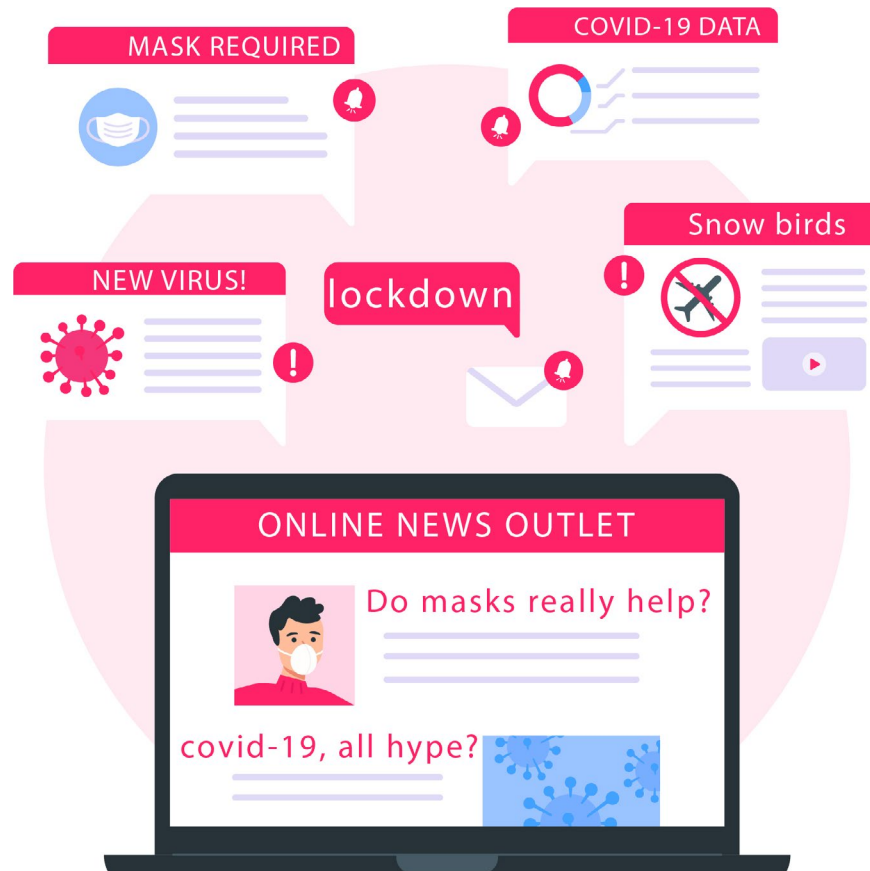 MASK REQUIRED
COVID-19 DATA
Snow birds
NEW VIRUS!
lockdown
ONLINE NEWS OUTLET
Do masks really help?
covid-19, all hype?